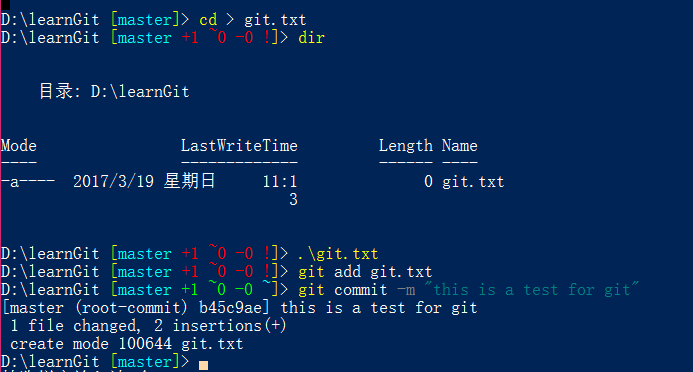 D:\learnGit [master]> cd > git.txt
D:\learnGit [master +1 ~0 -0 !]> dir
目录: D:\learnGit
Mode LastWriteTime Length Name
---- ------------- ------ ----
-a---- 2017/3/19 星期日 11:1 0 git.txt
3
D:\learnGit [master +1 ~0 -0 !]> .\git.txt
D:\learnGit [master +1 ~0 -0 !]> git add git.txt
D:\learnGit [master +1 ~0 -0 ~]> git commit -m "this is a test for git"
[master (root-commit) b45c9ae] this is a test for git
1 file changed, 2 insertions(+)
create mode 100644 git.txt
D:\learnGit [master]>